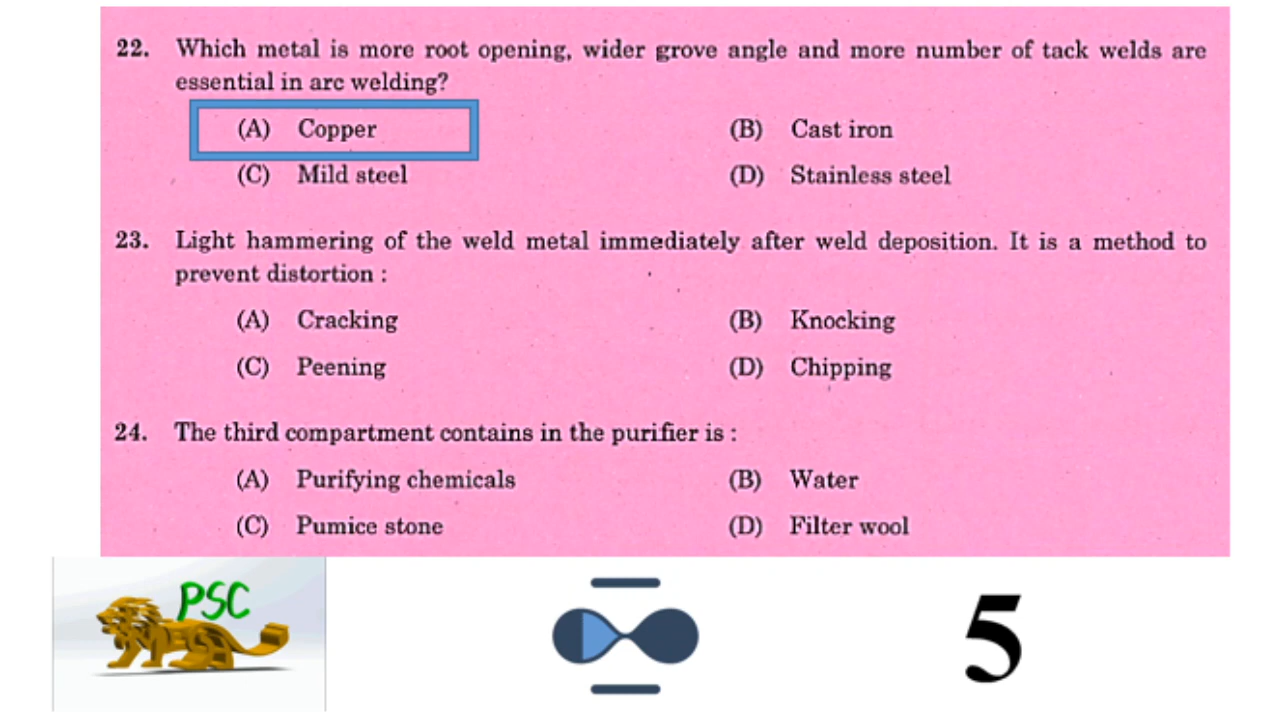 22. Which metal is more root opening, wider grove angle and more number of tack welds are
essential in arc welding?
(A) Copper (B) Cast iron
(C) Mild steel (D) Stainless steel
23. Light hammering of the weld metal immediately after weld deposition. It is a method to
prevent distortion :
(A) Cracking (B) Knocking
(C) Peening (D) Chipping
24. The third compartment contains in the purifier is :
(A) Purifying chemicals (B) Water
(C) Pumice stone (D) Filter wool
PSC
5